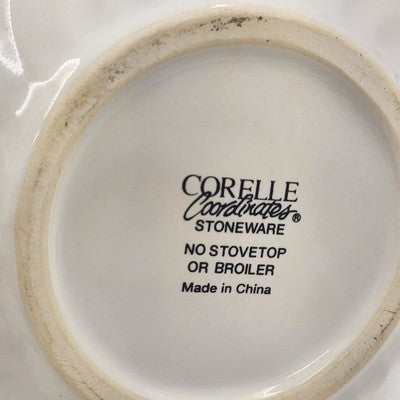 CORELLE
Coordinates®
STONEWARE
NO STOVETOP
OR BROILER
Made in China